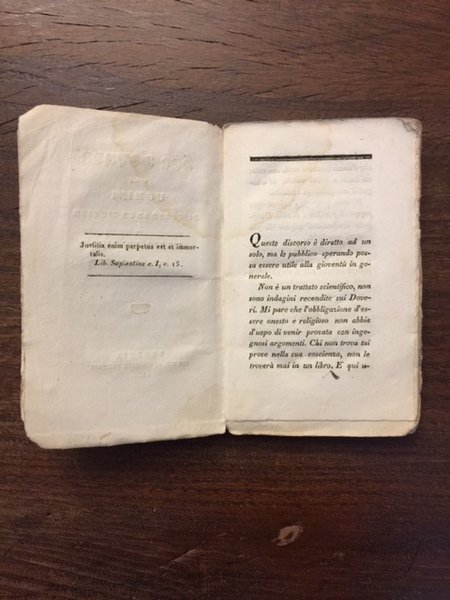 Justitia enim perpetua est et immor-
talis.
Lib. Sapientiae c. I, v. 15.
Questo discorso è diretto ad un
solo, ma lo pubblico sperando pos-
sa essere utile alla gioventù in ge-
nerale.
Non è un trattato scientifico, non
sono indagini recondite sui Dove-
ri. Mi pare che l'obbligazione d'es-
sere onesto e religioso non abbia
d'uopo di venir provata con inge-
gnosi argomenti. Chi non trova tai
prove nella sua coscienza, non le
troverà mai in un libro. E' qui u-